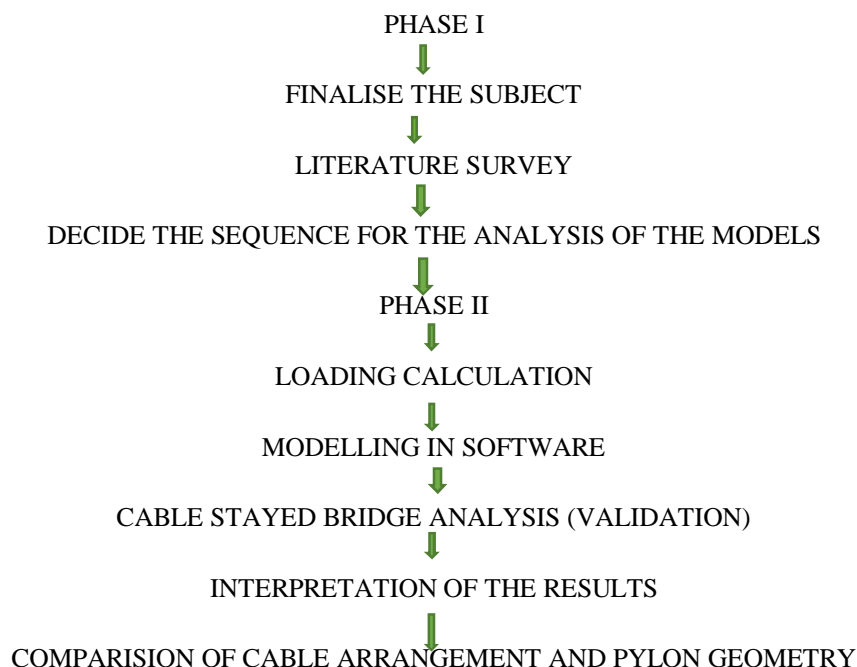 PHASE I
FINALISE THE SUBJECT
LITERATURE SURVEY
DECIDE THE SEQUENCE FOR THE ANALYSIS OF THE MODELS
PHASE II
LOADING CALCULATION
MODELLING IN SOFTWARE
CABLE STAYED BRIDGE ANALYSIS (VALIDATION)
INTERPRETATION OF THE RESULTS
COMPARISION OF CABLE ARRANGEMENT AND PYLON GEOMETRY